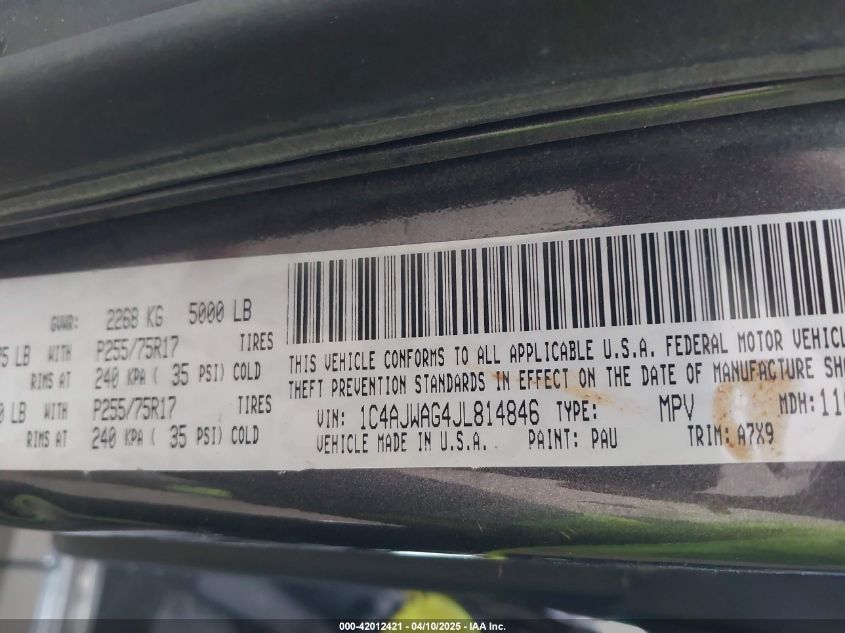 GVWR: 2268 KG 5000 LB
LB WITH P255/75R17 TIRES
RIMS AT 240 KPA ( 35 PSI) COLD
LB WITH P255/75R17 TIRES
RIMS AT 240 KPA ( 35 PSI) COLD
THIS VEHICLE CONFORMS TO ALL APPLICABLE U.S.A. FEDERAL MOTOR VEHICL
THEFT PREVENTION STANDARDS IN EFFECT ON THE DATE OF MANUFACTURE SHO
VIN: 1C4AJWAG4JL814846 TYPE: MPV MDH: 11
VEHICLE MADE IN U.S.A. PAINT: PAU TRIM: A7X9
000-42012421 | 04/10/2025 - IAA Inc.